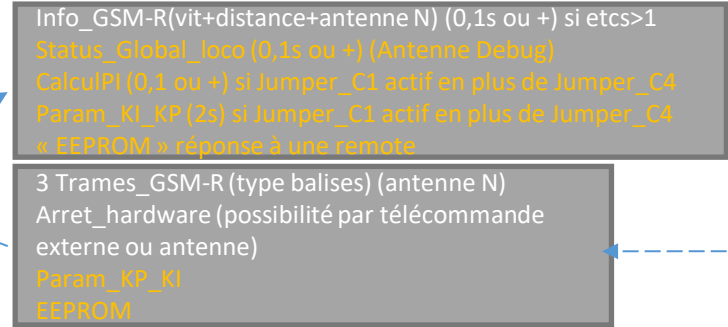 Info_GSM-R(vit+distance+antenne N) (0,1s ou +) si etcs>1
Status_Global_loco (0,1s ou +) (Antenne Debug)
CalculPI (0,1 ou +) si Jumper_C1 actif en plus de Jumper_C4
Param_KI_KP (2s) si Jumper_C1 actif en plus de Jumper_C4
« EEPROM » réponse à une remote
3 Trames_GSM-R (type balises) (antenne N)
Arret_hardware (possibilité par télécommande
externe ou antenne)
Param_KP_KI
EEPROM